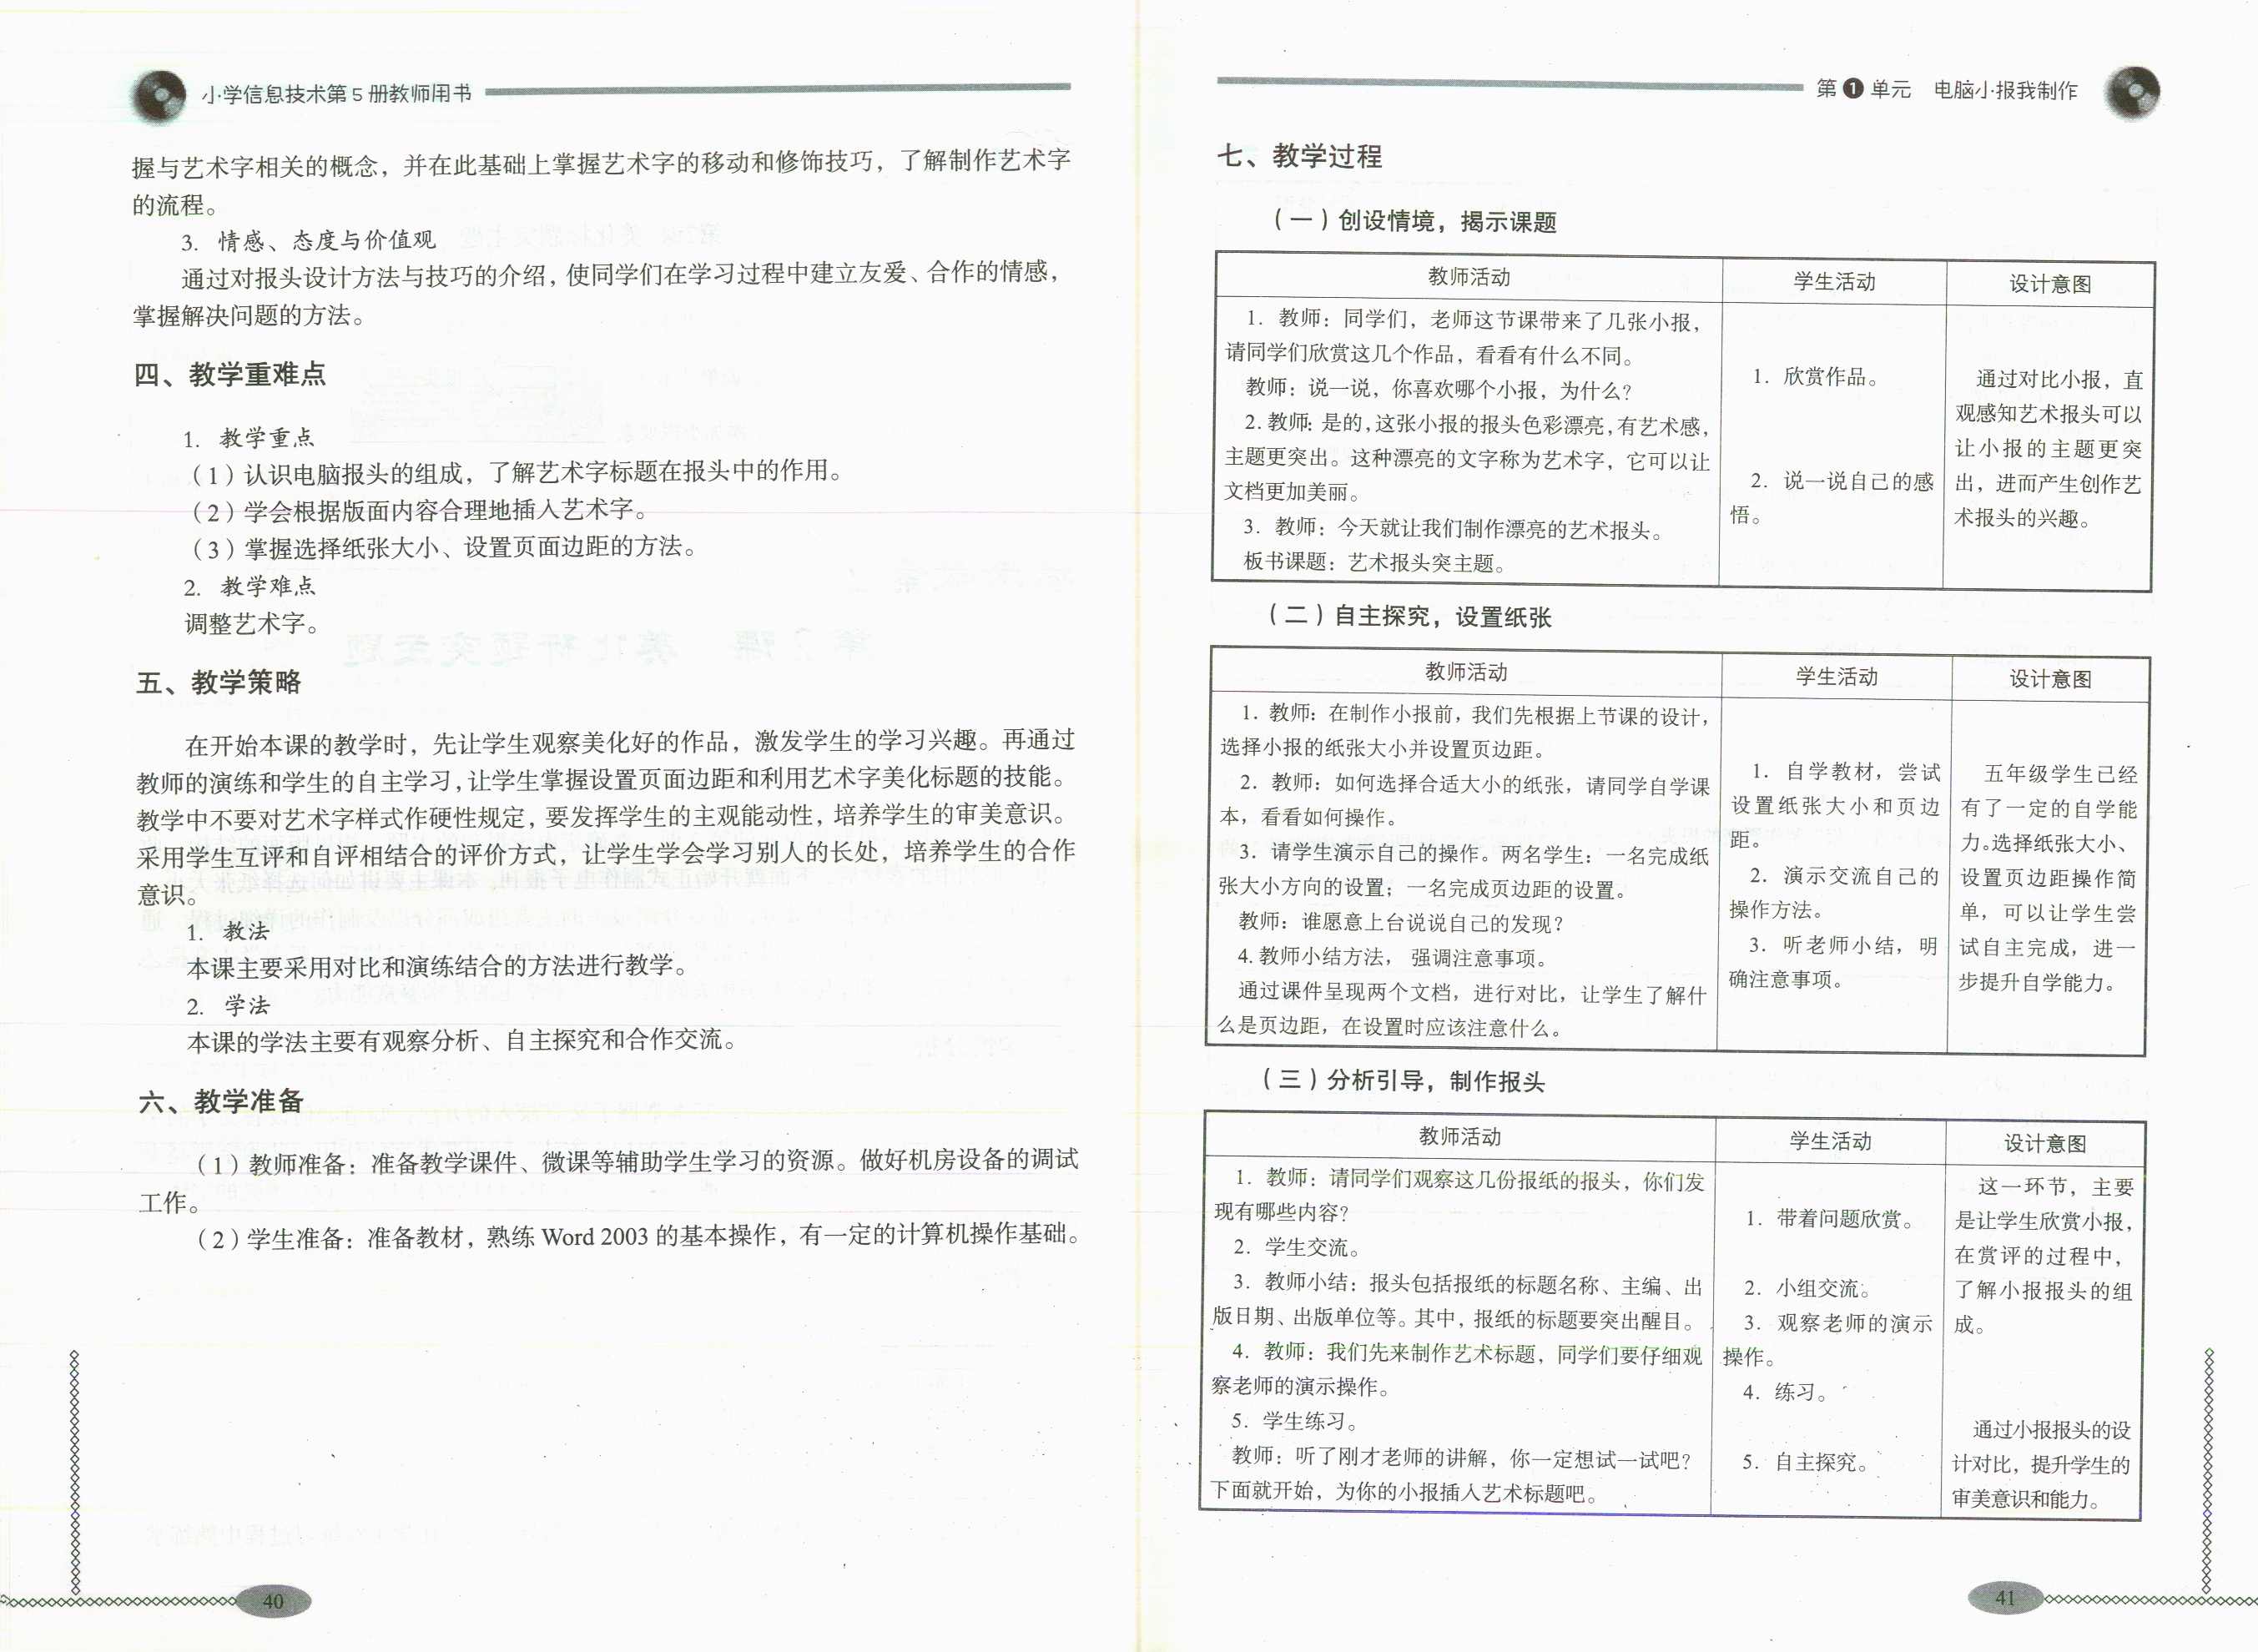 小学信息技术第5册教师用书
握与艺术字相关的概念，并在此基础上掌握艺术字的移动和修饰技巧，了解制作艺术字
的流程。
3. 情感、态度与价值观
通过对报头设计方法与技巧的介绍，使同学们在学习过程中建立友爱、合作的情感，
掌握解决问题的方法。
四、教学重难点
1. 教学重点
（1）认识电脑报头的组成，了解艺术字标题在报头中的作用。
（2）学会根据版面内容合理地插入艺术字。
（3）掌握选择纸张大小、设置页面边距的方法。
2. 教学难点
调整艺术字。
五、教学策略
在开始本课的教学时，先让学生观察美化好的作品，激发学生的学习兴趣。再通过
教师的演练和学生的自主学习，让学生掌握设置页面边距和利用艺术字美化标题的技能。
教学中不要对艺术字样式作硬性规定，要发挥学生的主观能动性，培养学生的审美意识。
采用学生互评和自评相结合的评价方式，让学生学会学习别人的长处，培养学生的合作
意识。
1. 教法
本课主要采用对比和演练结合的方法进行教学。
2. 学法
本课的学法主要有观察分析、自主探究和合作交流。
六、教学准备
（1）教师准备：准备教学课件、微课等辅助学生学习的资源。做好机房设备的调试
工作。
（2）学生准备：准备教材，熟练 Word 2003 的基本操作，有一定的计算机操作基础。
40
第1单元 电脑小报我制作
七、教学过程
（一）创设情境，揭示课题
教师活动
1. 教师：同学们，老师这节课带来了几张小报，
请同学们欣赏这几个作品，看看有什么不同。
教师：说一说，你喜欢哪个小报，为什么？
2. 教师：是的，这张小报的报头色彩漂亮，有艺术感，
主题更突出。这种漂亮的文字称为艺术字，它可以让
文档更加美丽。
3. 教师：今天就让我们制作漂亮的艺术报头。
板书课题：艺术报头突主题。
学生活动
1. 欣赏作品。
2. 说一说自己的感
悟。
设计意图
通过对比小报，直
观感知艺术报头可以
让小报的主题更突
出，进而产生创作艺
术报头的兴趣。
（二）自主探究，设置纸张
教师活动
1. 教师：在制作小报前，我们先根据上节课的设计，
选择小报的纸张大小并设置页边距。
2. 教师：如何选择合适大小的纸张，请同学自学课
本，看看如何操作。
3. 请学生演示自己的操作。两名学生：一名完成纸
张大小方向的设置；一名完成页边距的设置。
教师：谁愿意上台说说自己的发现？
4. 教师小结方法，强调注意事项。
通过课件呈现两个文档，进行对比，让学生了解什
么是页边距，在设置时应该注意什么。
学生活动
1. 自学教材，尝试
设置纸张大小和页边
距。
2. 演示交流自己的
操作方法。
3. 听老师小结，明
确注意事项。
设计意图
五年级学生已经
有了一定的自学能
力。选择纸张大小、
设置页边距操作简
单，可以让学生尝
试自主完成，进一
步提升自学能力。
（三）分析引导，制作报头
教师活动
1. 教师：请同学们观察这几份报纸的报头，你们发
现有哪些内容？
2. 学生交流。
3. 教师小结：报头包括报纸的标题名称、主编、出
版日期、出版单位等。其中，报纸的标题要突出醒目。
4. 教师：我们先来制作艺术标题，同学们要仔细观
察老师的演示操作。
5. 学生练习。
教师：听了刚才老师的讲解，你一定想试一试吧？
下面就开始，为你的小报插入艺术标题吧。
学生活动
1. 带着问题欣赏。
2. 小组交流。
3. 观察老师的演示
操作。
4. 练习。
5. 自主探究。
设计意图
这一环节，主要
是让学生欣赏小报，
在赏评的过程中，
了解小报报头的组
成。
通过小报报头的设
计对比，提升学生的
审美意识和能力。
41